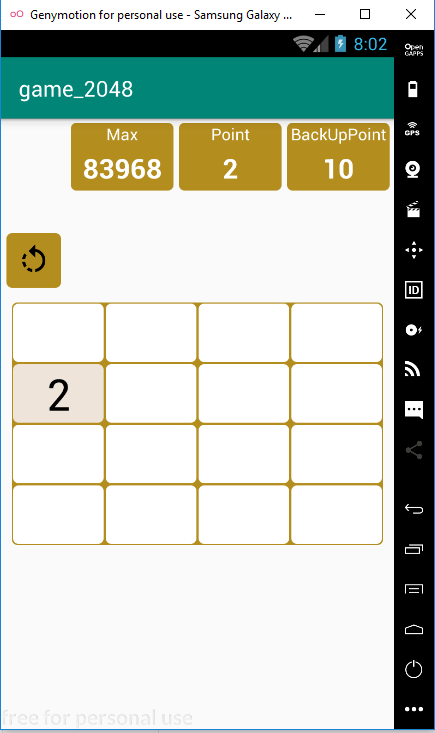 Genymotion for personal use - Samsung Galaxy ...
8:02
Open
GAPPS
game_2048
GPS
Max
Point
BackUpPoint
83968
2
10
ID
2
free for personal use